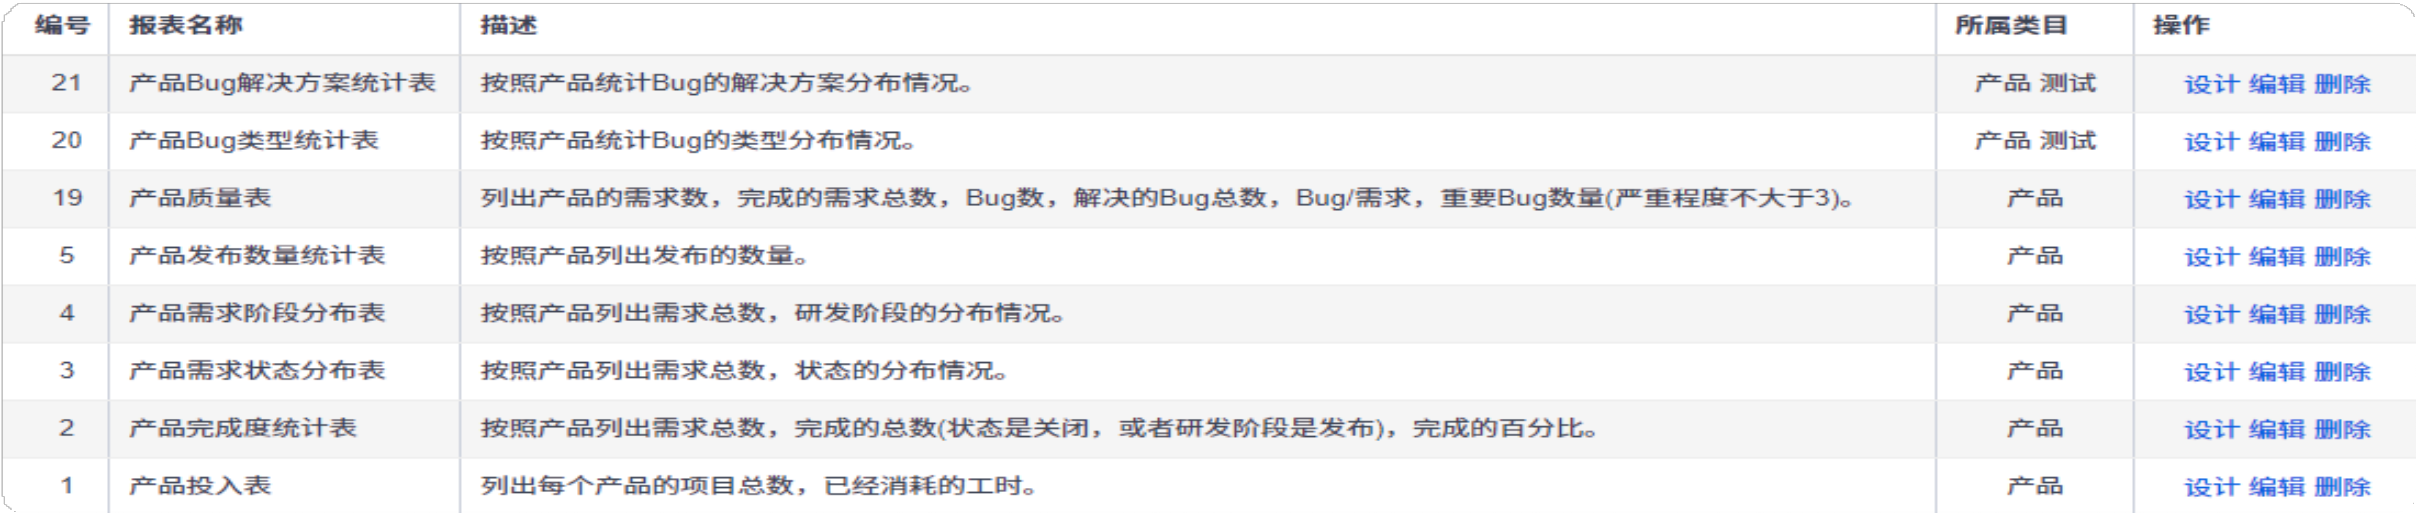 编号 报表名称 描述 所属类目 操作
21 产品Bug解决方案统计表 按照产品统计Bug的解决方案分布情况。 产品 测试 设计 编辑 删除
20 产品Bug类型统计表 按照产品统计Bug的类型分布情况。 产品 测试 设计 编辑 删除
19 产品质量表 列出产品的需求数，完成的需求总数，Bug数，解决的Bug总数，Bug/需求，重要Bug数量(严重程度不大于3)。 产品 设计 编辑 删除
5 产品发布数量统计表 按照产品列出发布的数量。 产品 设计 编辑 删除
4 产品需求阶段分布表 按照产品列出需求总数，研发阶段的分布情况。 产品 设计 编辑 删除
3 产品需求状态分布表 按照产品列出需求总数，状态的分布情况。 产品 设计 编辑 删除
2 产品完成度统计表 按照产品列出需求总数，完成的总数(状态是关闭，或者研发阶段是发布)，完成的百分比。 产品 设计 编辑 删除
1 产品投入表 列出每个产品的项目总数，已经消耗的工时。 产品 设计 编辑 删除